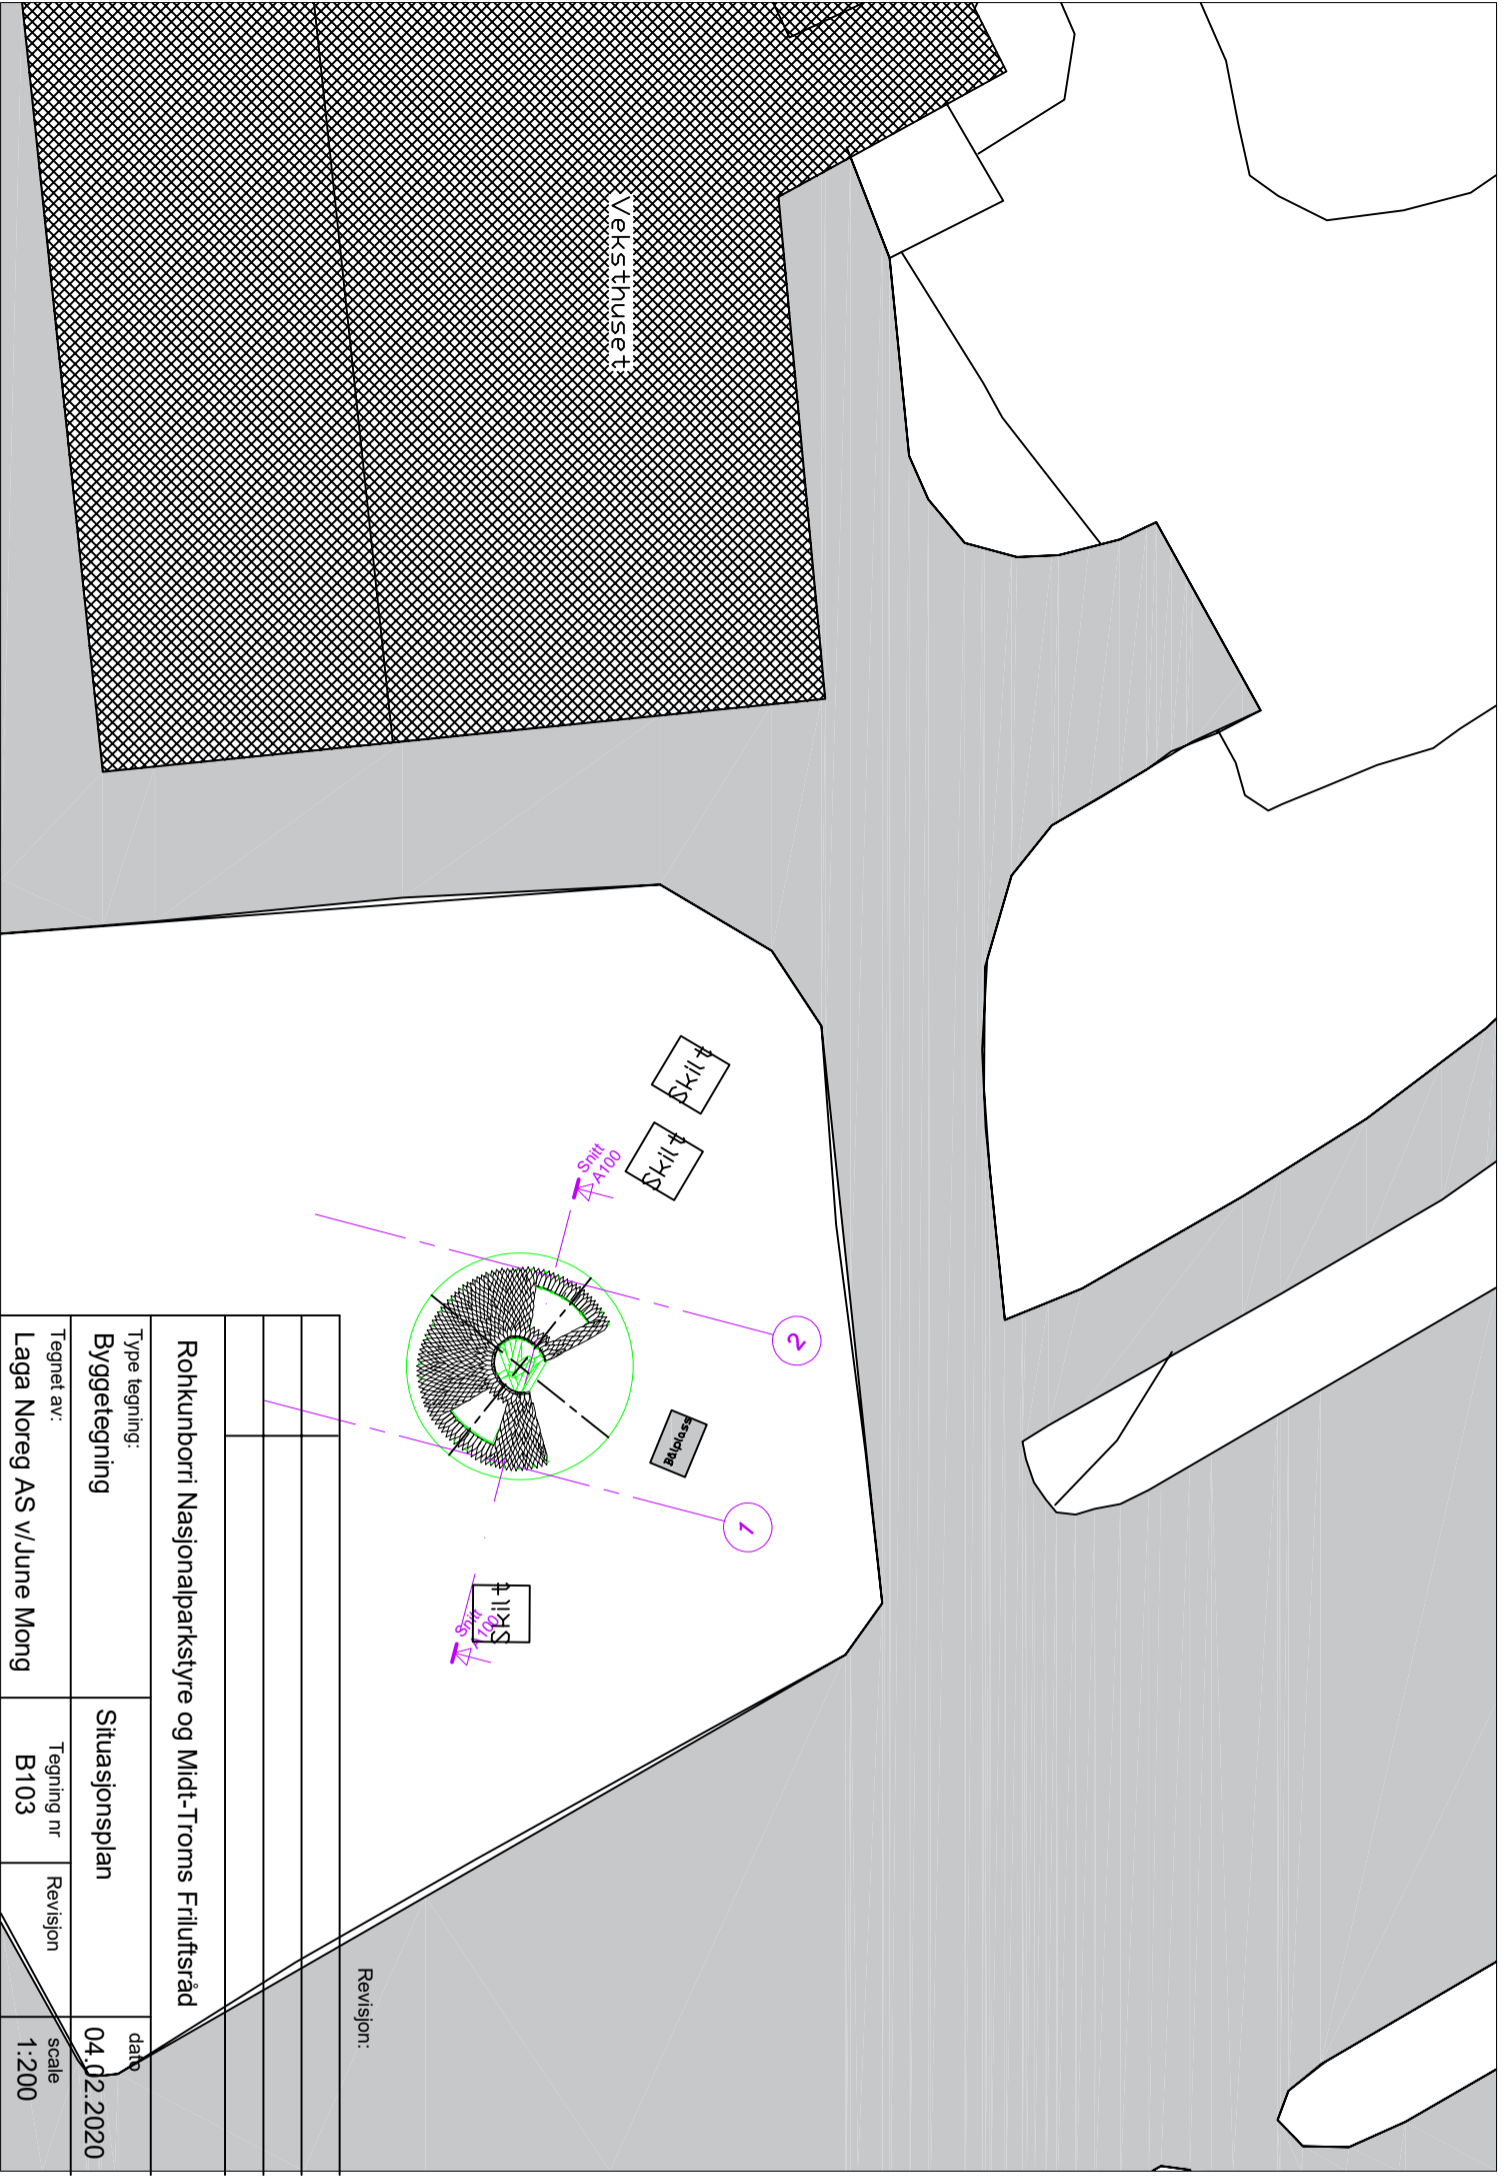 Veksthuset
Skilt
Skilt
Snitt
A100
2
Bålplass
1
Skilt
Snitt
A100
Revisjon:
Rohkunborri Nasjonalparkstyre og Midt-Troms Friluftsråd
Type tegning:
Byggetegning
Situasjonsplan
dato
04.02.2020
Tegnet av:
Laga Noreg AS v/June Mong
Tegning nr
B103
Revisjon
scale
1:200